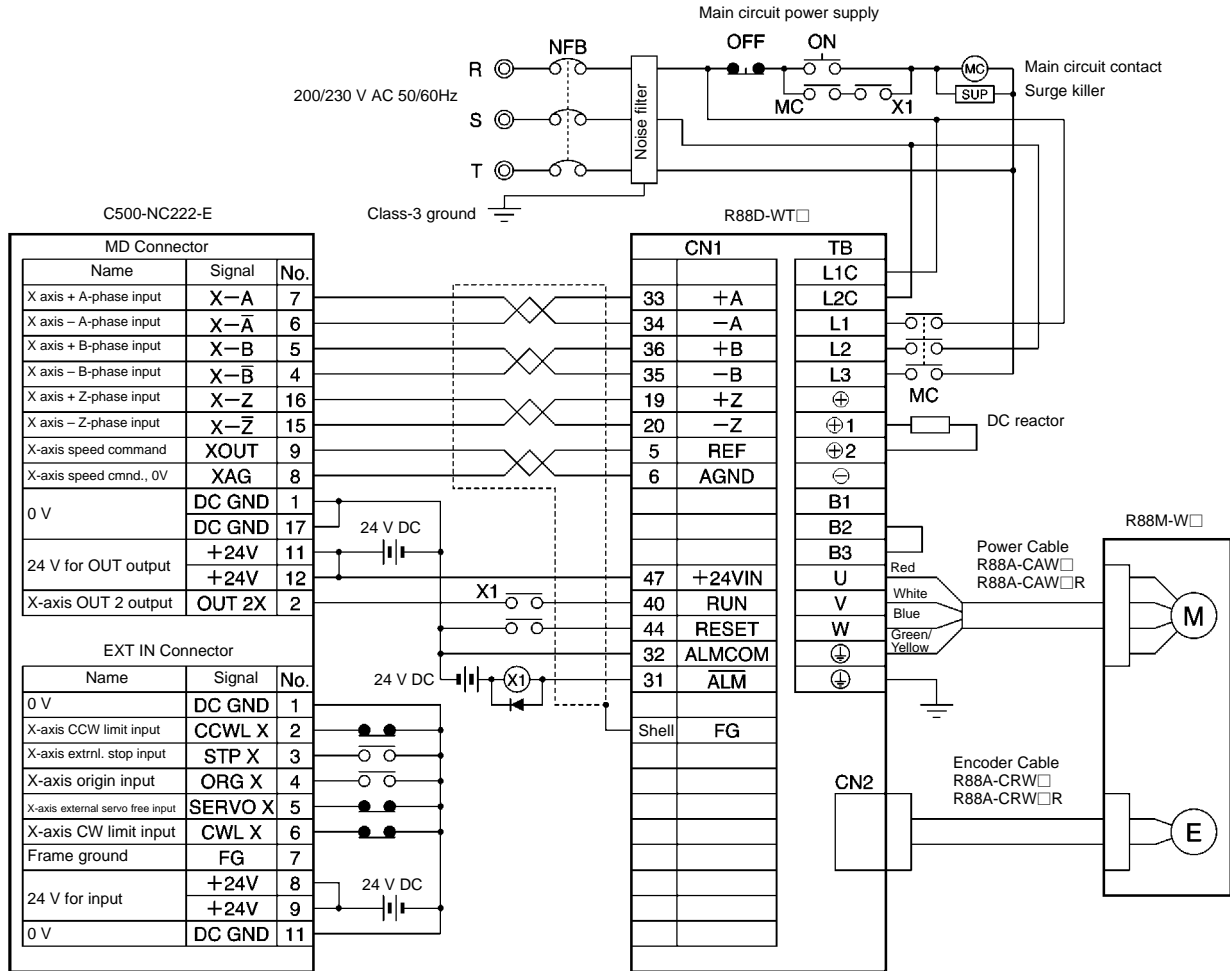 Main circuit power supply
NFB
OFF
ON
R
MC
Main circuit contact
200/230 V AC 50/60Hz
SUP
Surge killer
MC
X1
S
Noise filter
T
Class-3 ground
C500-NC222-E
R88D-WT□
MD Connector
Name Signal No.
X axis + A-phase input X−A 7
X axis – A-phase input X−A̅ 6
X axis + B-phase input X−B 5
X axis – B-phase input X−B̅ 4
X axis + Z-phase input X−Z 16
X axis – Z-phase input X−Z̅ 15
X-axis speed command XOUT 9
X-axis speed cmnd., 0V XAG 8
0 V DC GND 1
DC GND 17
24 V for OUT output +24V 11
+24V 12
X-axis OUT 2 output OUT 2X 2
24 V DC
X1
EXT IN Connector
Name Signal No.
0 V DC GND 1
X-axis CCW limit input CCWL X 2
X-axis extrnl. stop input STP X 3
X-axis origin input ORG X 4
X-axis external servo free input SERVO X 5
X-axis CW limit input CWL X 6
Frame ground FG 7
24 V for input +24V 8
+24V 9
0 V DC GND 11
24 V DC
X1
24 V DC
CN1
33 +A
34 −A
36 +B
35 −B
19 +Z
20 −Z
5 REF
6 AGND
47 +24VIN
40 RUN
44 RESET
32 ALMCOM
31 A̅L̅M̅
Shell FG
TB
L1C
L2C
L1
L2
L3
⊕
⊕1
⊕2
⊖
B1
B2
B3
U
V
W
MC
DC reactor
Red
White
Blue
Green/
Yellow
Power Cable
R88A-CAW□
R88A-CAW□R
R88M-W□
M
CN2
Encoder Cable
R88A-CRW□
R88A-CRW□R
E